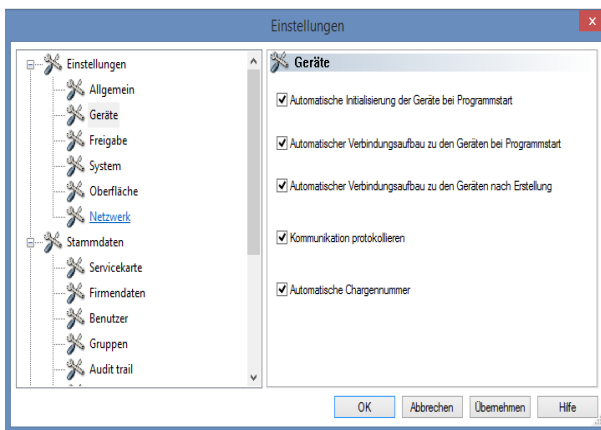 Einstellungen
x
Einstellungen
Allgemein
Geräte
Freigabe
System
Oberfläche
Netzwerk
Stammdaten
Servicekarte
Firmendaten
Benutzer
Gruppen
Audit trail
Geräte
Automatische Initialisierung der Geräte bei Programmstart
Automatischer Verbindungsaufbau zu den Geräten bei Programmstart
Automatischer Verbindungsaufbau zu den Geräten nach Erstellung
Kommunikation protokollieren
Automatische Chargennummer
OK Abbrechen Übernehmen Hilfe